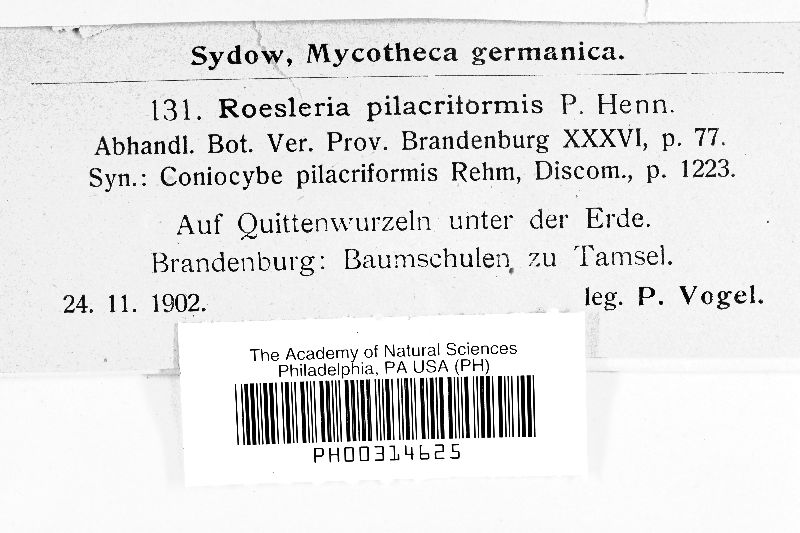 Sydow, Mycotheca germanica.
131. Roesleria pilacritormis P. Henn.
Abhandl. Bot. Ver. Prov. Brandenburg XXXVI, p. 77.
Syn.: Coniocybe pilacriformis Rehm, Discom., p. 1223.
Auf Quittenwurzeln unter der Erde.
Brandenburg: Baumschulen zu Tamsel.
24. 11. 1902. leg. P. Vogel.
The Academy of Natural Sciences
Philadelphia, PA USA (PH)
PH00314625